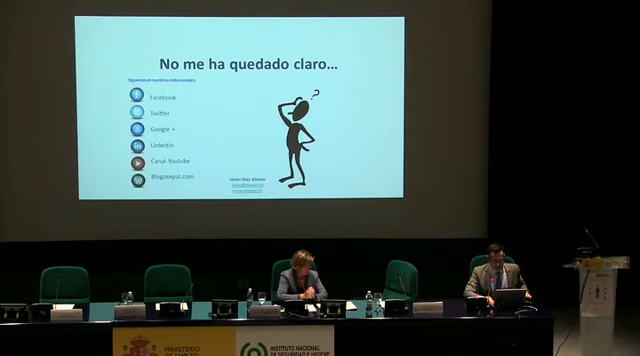 No me ha quedado claro...
Síguenos en nuestras redes sociales
Facebook
Twitter
Google +
Linkedin
Canal Youtube
Blogasepal.com
?
MINISTERIO
DE EMPLEO
INSTITUTO NACIONAL
DE SEGURIDAD E HIGIENE